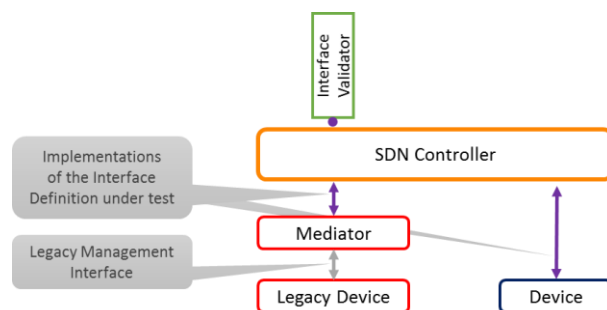 Interface
Validator
SDN Controller
Implementations
of the Interface
Definition under test
Mediator
Legacy Management
Interface
Legacy Device
Device